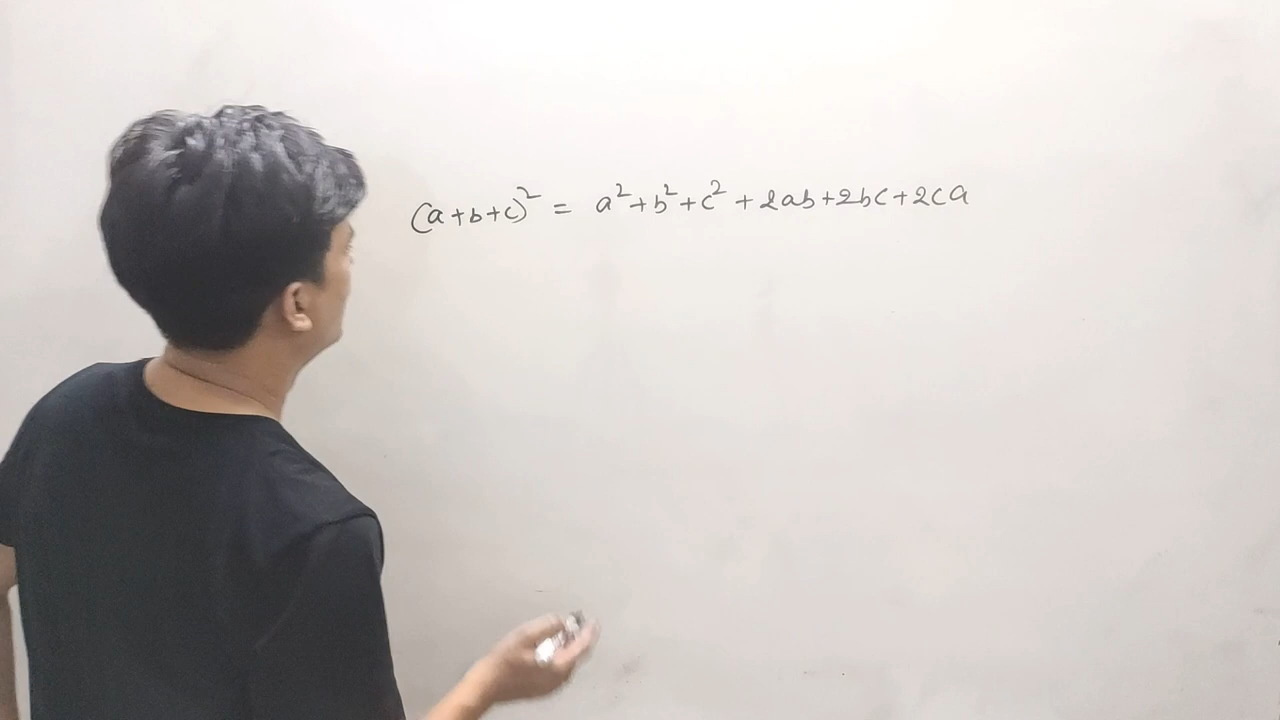 (a+b+c)² = a²+b²+c² + 2ab+2bc+2ca